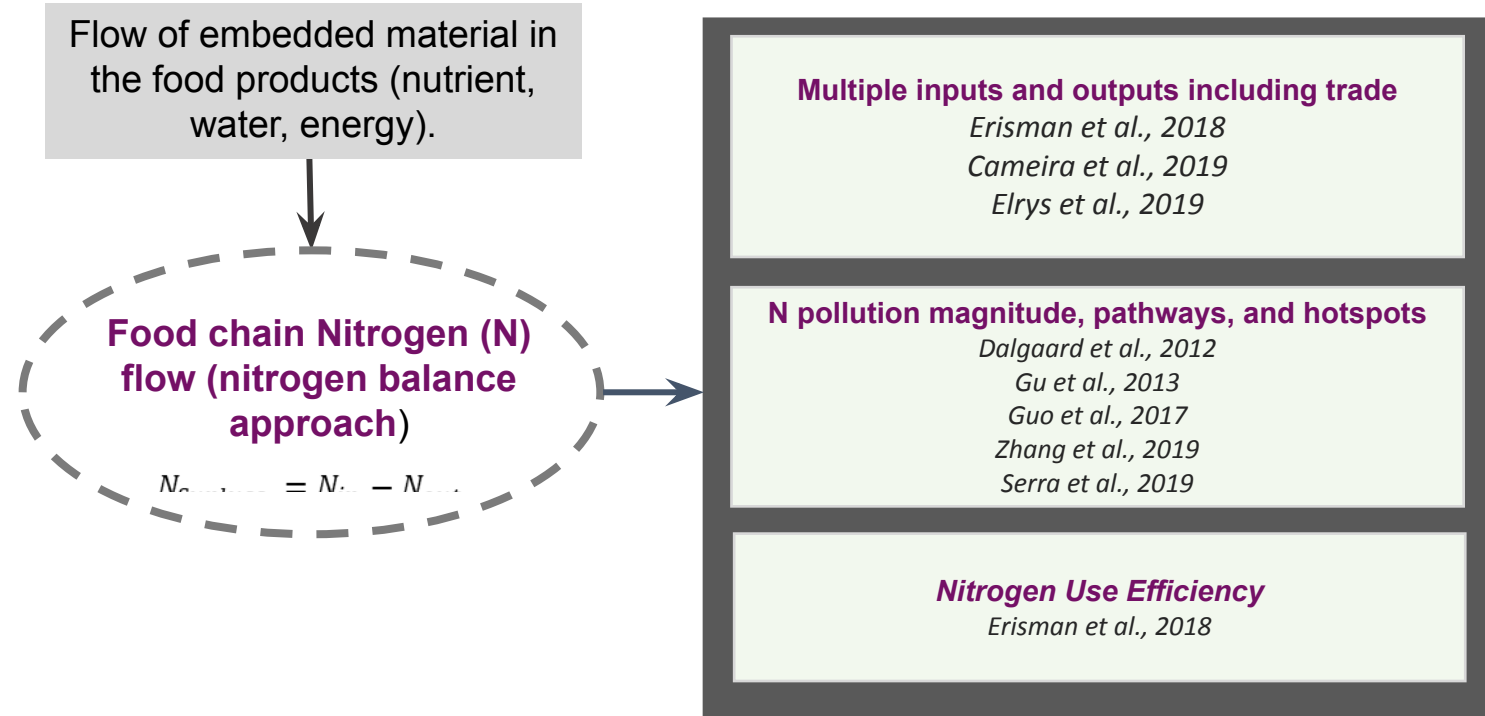 Flow of embedded material in
the food products (nutrient,
water, energy).
Food chain Nitrogen (N)
flow (nitrogen balance
approach)
= N
Multiple inputs and outputs including trade
Erisman et al., 2018
Cameira et al., 2019
Elrys et al., 2019
N pollution magnitude, pathways, and hotspots
Dalgaard et al., 2012
Gu et al., 2013
Guo et al., 2017
Zhang et al., 2019
Serra et al., 2019
Nitrogen Use Efficiency
Erisman et al., 2018